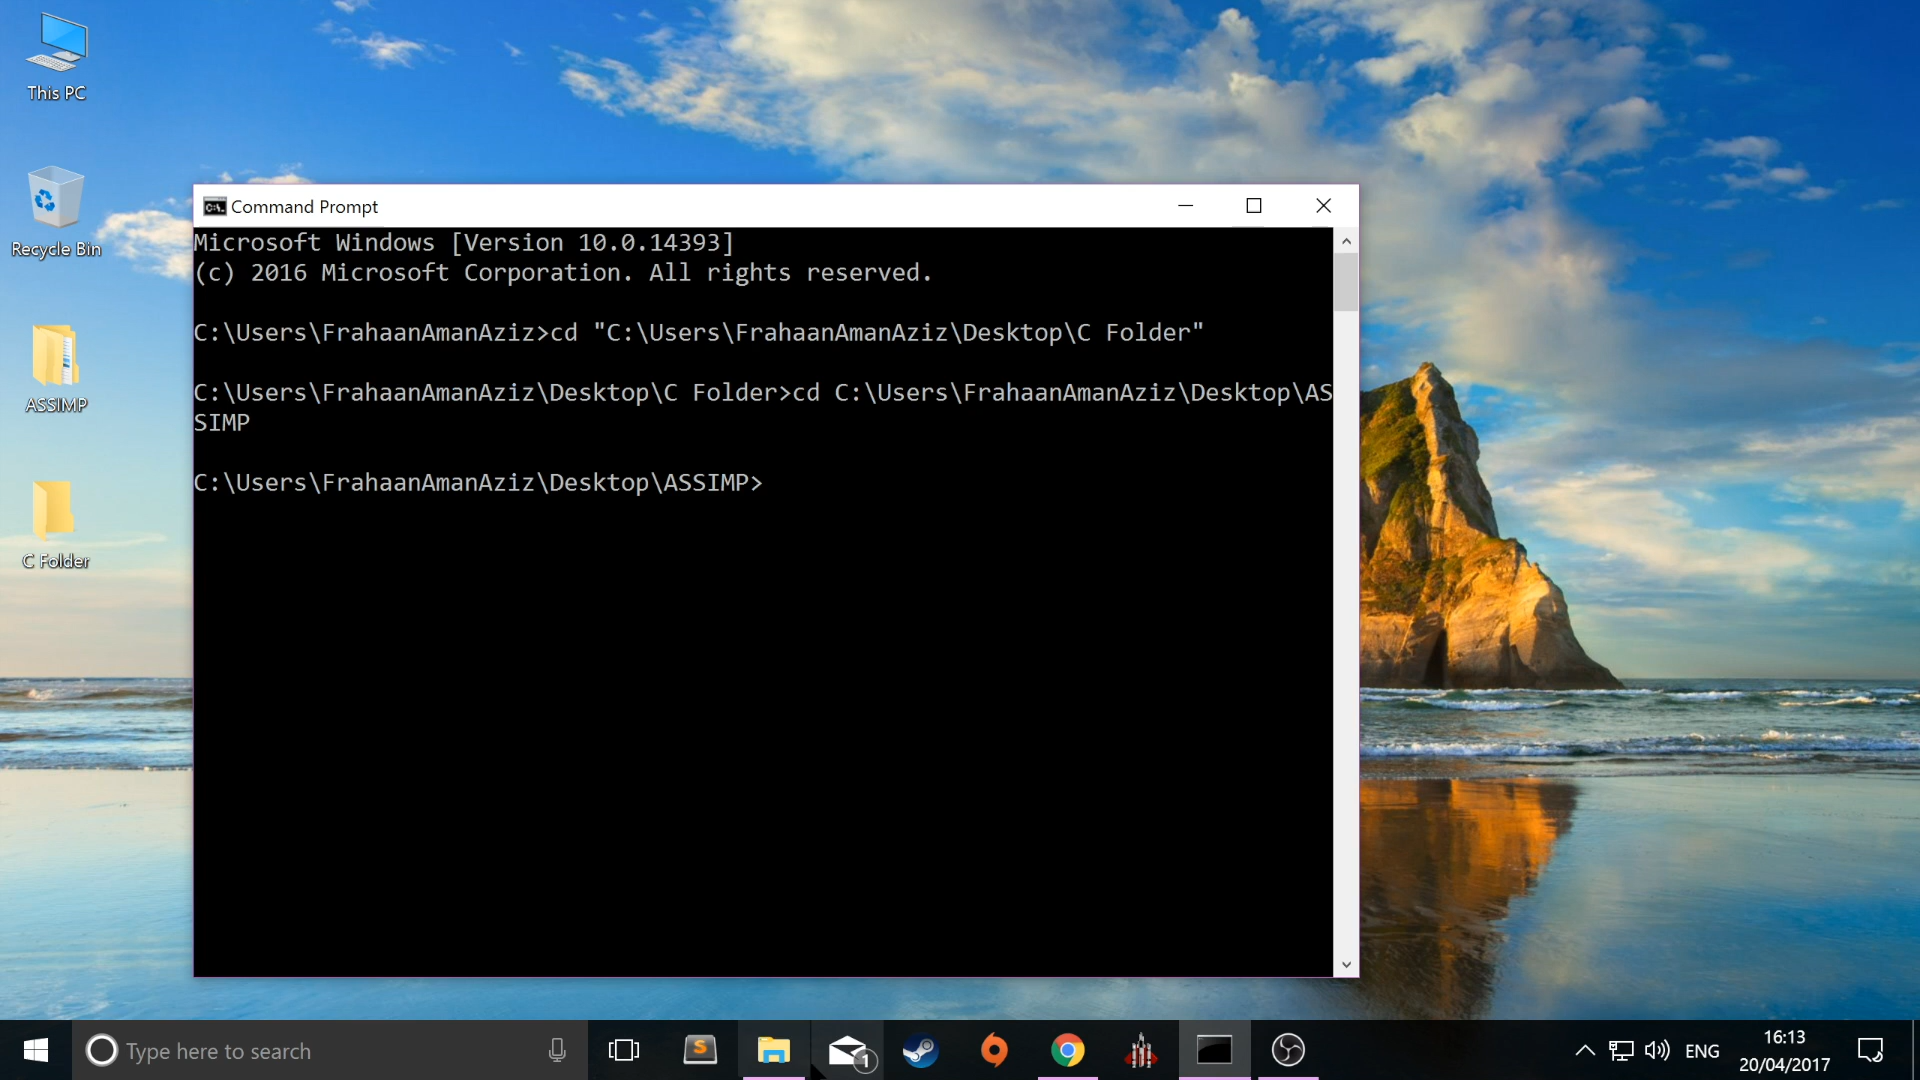 This PC
Recycle Bin
ASSIMP
C Folder
Command Prompt
Microsoft Windows [Version 10.0.14393]
(c) 2016 Microsoft Corporation. All rights reserved.
C:\Users\FrahaanAmanAziz>cd "C:\Users\FrahaanAmanAziz\Desktop\C Folder"
C:\Users\FrahaanAmanAziz\Desktop\C Folder>cd C:\Users\FrahaanAmanAziz\Desktop\AS
SIMP
C:\Users\FrahaanAmanAziz\Desktop\ASSIMP>
Type here to search
S
1
ENG
16:13
20/04/2017